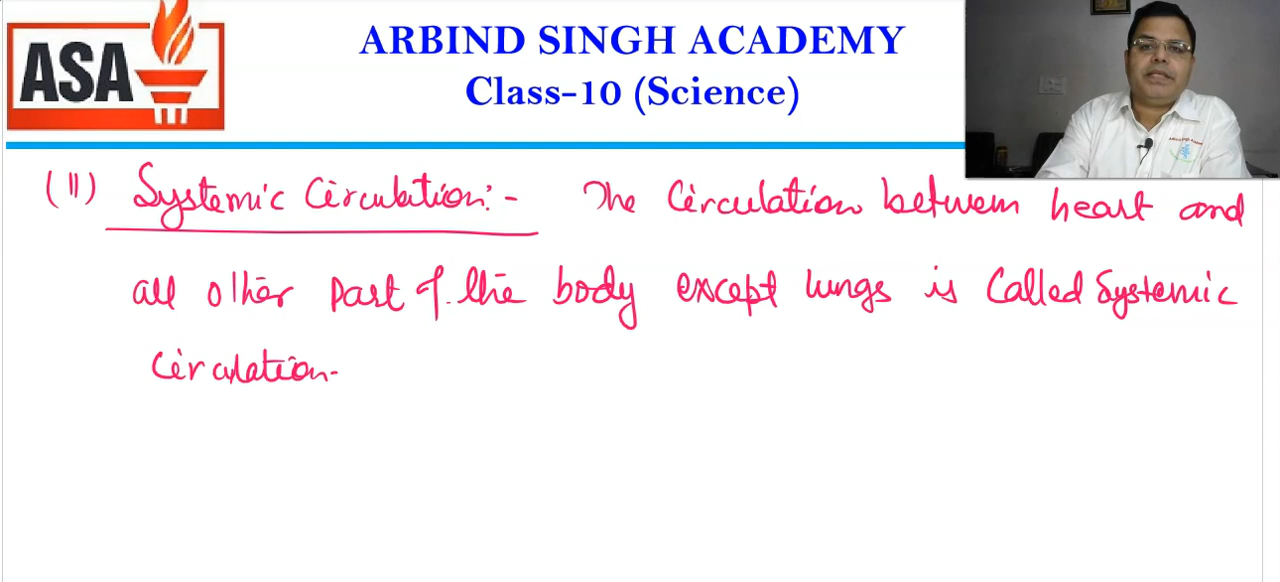 ASA
ARBIND SINGH ACADEMY
Class-10 (Science)
(II) Systemic Circulation:- The Circulation between heart and
all other part of the body except lungs is Called Systemic
Circulation-